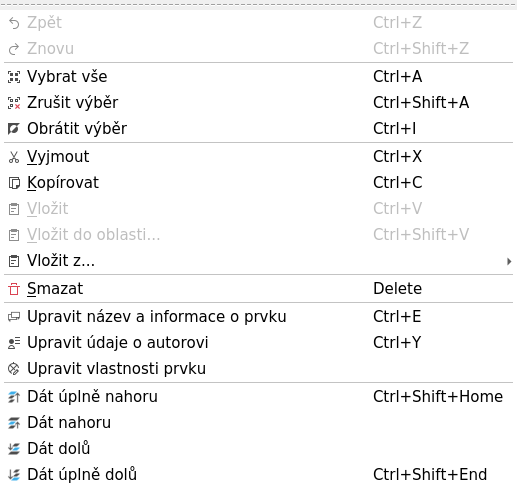 Zpět Ctrl+Z
Znovu Ctrl+Shift+Z
Vybrat vše Ctrl+A
Zrušit výběr Ctrl+Shift+A
Obrátit výběr Ctrl+I
Vyjmout Ctrl+X
Kopírovat Ctrl+C
Vložit Ctrl+V
Vložit do oblasti... Ctrl+Shift+V
Vložit z...
Smazat Delete
Upravit název a informace o prvku Ctrl+E
Upravit údaje o autorovi Ctrl+Y
Upravit vlastnosti prvku
Dát úplně nahoru Ctrl+Shift+Home
Dát nahoru
Dát dolů
Dát úplně dolů Ctrl+Shift+End